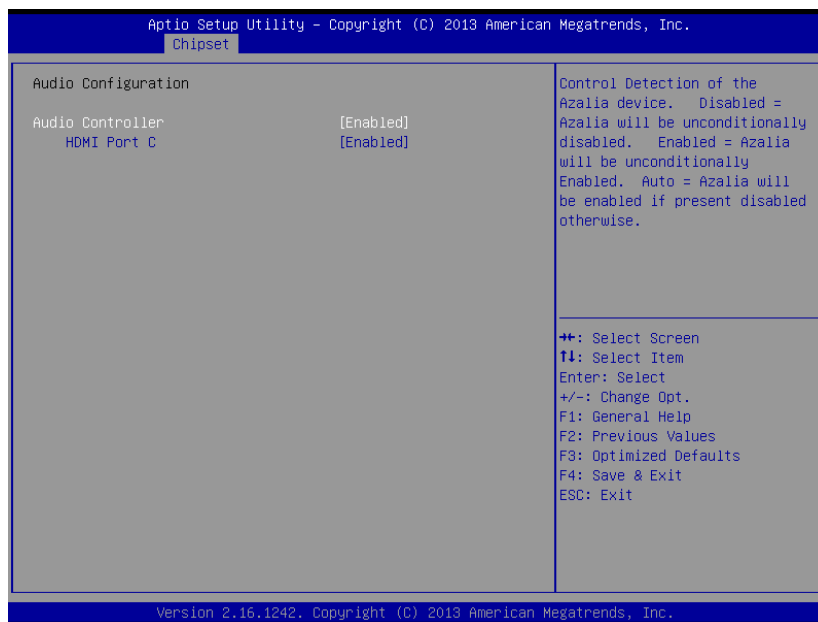 Aptio Setup Utility – Copyright (C) 2013 American Megatrends, Inc.
Chipset
Audio Configuration
Audio Controller [Enabled]
HDMI Port C [Enabled]
Control Detection of the
Azalia device. Disabled =
Azalia will be unconditionally
disabled. Enabled = Azalia
will be unconditionally
Enabled. Auto = Azalia will
be enabled if present disabled
otherwise.
→←: Select Screen
↑↓: Select Item
Enter: Select
+/-: Change Opt.
F1: General Help
F2: Previous Values
F3: Optimized Defaults
F4: Save & Exit
ESC: Exit
Version 2.16.1242. Copyright (C) 2013 American Megatrends, Inc.